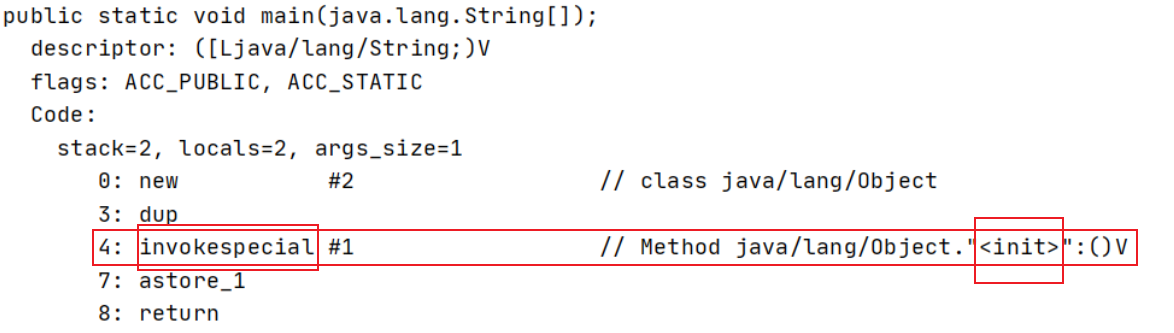 public static void main(java.lang.String[]);
descriptor: ([Ljava/lang/String;)V
flags: ACC_PUBLIC, ACC_STATIC
Code:
stack=2, locals=2, args_size=1
0: new #2 // class java/lang/Object
3: dup
4: invokespecial #1 // Method java/lang/Object."<init>":()V
7: astore_1
8: return